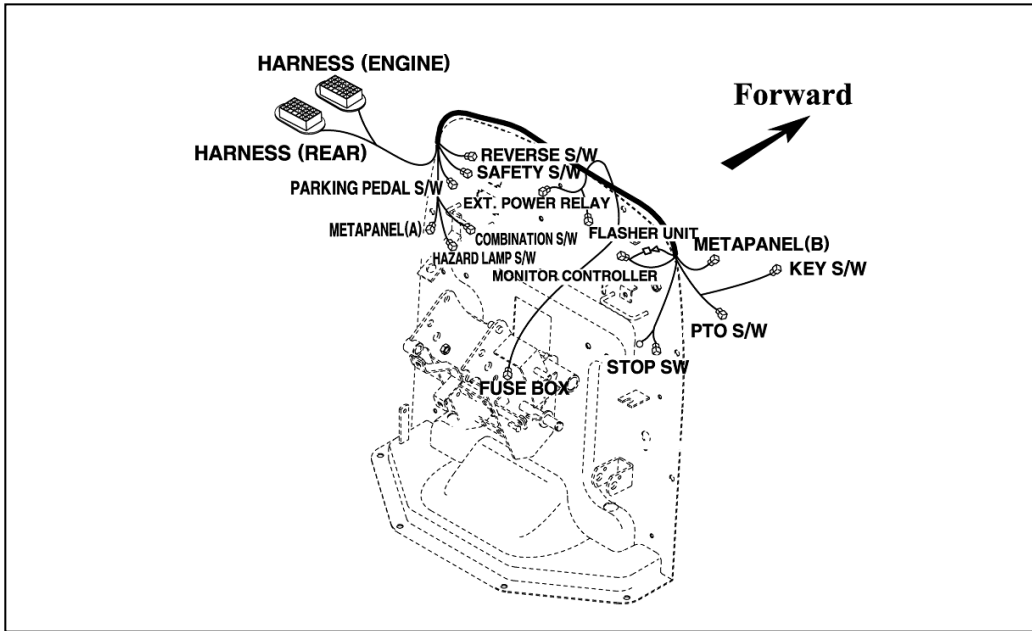 HARNESS (ENGINE)
Forward
HARNESS (REAR)
REVERSE S/W
SAFETY S/W
PARKING PEDAL S/W
EXT. POWER RELAY
METAPANEL(A)
COMBINATION S/W
FLASHER UNIT
METAPANEL(B)
HAZARD LAMP S/W
MONITOR CONTROLLER
KEY S/W
PTO S/W
STOP SW
FUSE BOX